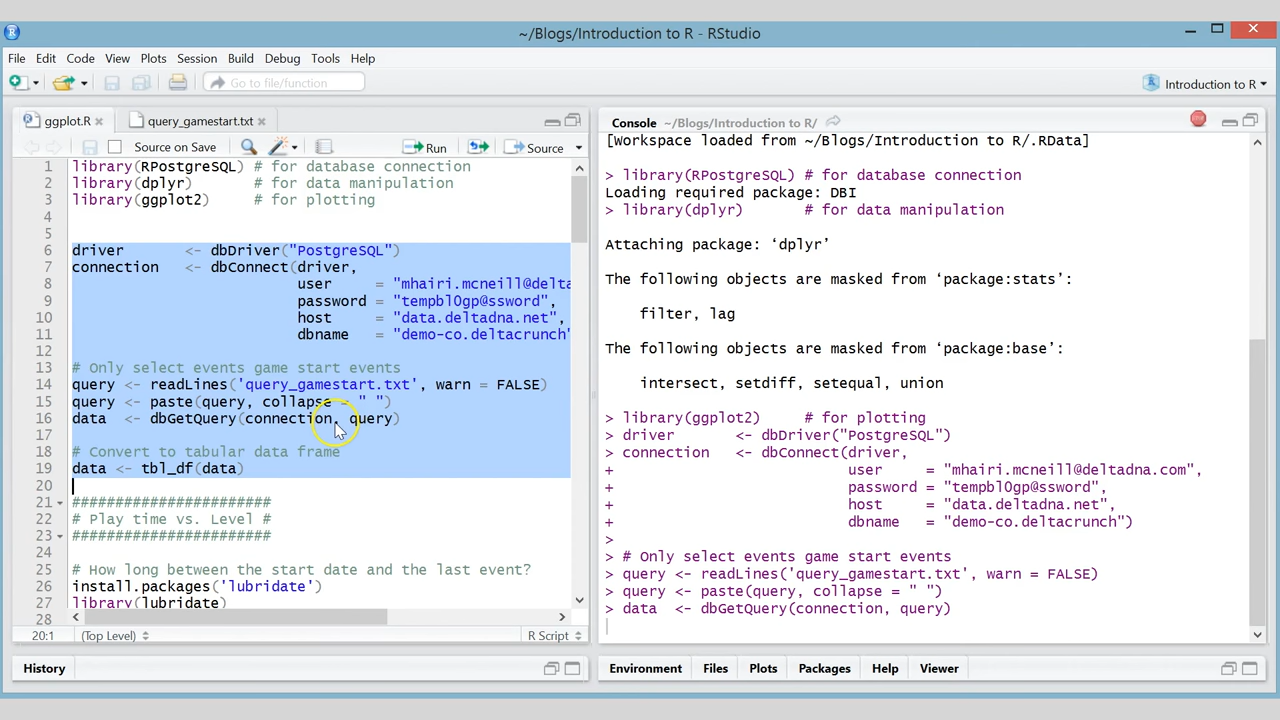 ~/Blogs/Introduction to R - RStudio
File Edit Code View Plots Session Build Debug Tools Help
Go to file/function
Introduction to R
ggplot.R
query_gamestart.txt
Source on Save
Run
Source
1 library(RPostgreSQL) # for database connection
2 library(dplyr) # for data manipulation
3 library(ggplot2) # for plotting
4
5
6 driver <- dbDriver("PostgreSQL")
7 connection <- dbConnect(driver,
8 user = "mhairi.mcneill@delta
9 password = "tempbl0gp@ssword",
10 host = "data.deltadna.net",
11 dbname = "demo-co.deltacrunch"
12
13 # Only select events game start events
14 query <- readLines('query_gamestart.txt', warn = FALSE)
15 query <- paste(query, collapse = " ")
16 data <- dbGetQuery(connection, query)
17
18 # Convert to tabular data frame
19 data <- tbl_df(data)
20
21 #######################
22 # Play time vs. Level #
23 #######################
24
25 # How long between the start date and the last event?
26 install.packages('lubridate')
27 library(lubridate)
28
20:1 (Top Level) R Script
History
Console ~/Blogs/Introduction to R/
[Workspace loaded from ~/Blogs/Introduction to R/.RData]
> library(RPostgreSQL) # for database connection
Loading required package: DBI
> library(dplyr) # for data manipulation
Attaching package: ‘dplyr’
The following objects are masked from ‘package:stats’:
filter, lag
The following objects are masked from ‘package:base’:
intersect, setdiff, setequal, union
> library(ggplot2) # for plotting
> driver <- dbDriver("PostgreSQL")
> connection <- dbConnect(driver,
+ user = "mhairi.mcneill@deltadna.com",
+ password = "tempbl0gp@ssword",
+ host = "data.deltadna.net",
+ dbname = "demo-co.deltacrunch")
>
> # Only select events game start events
> query <- readLines('query_gamestart.txt', warn = FALSE)
> query <- paste(query, collapse = " ")
> data <- dbGetQuery(connection, query)
Environment Files Plots Packages Help Viewer